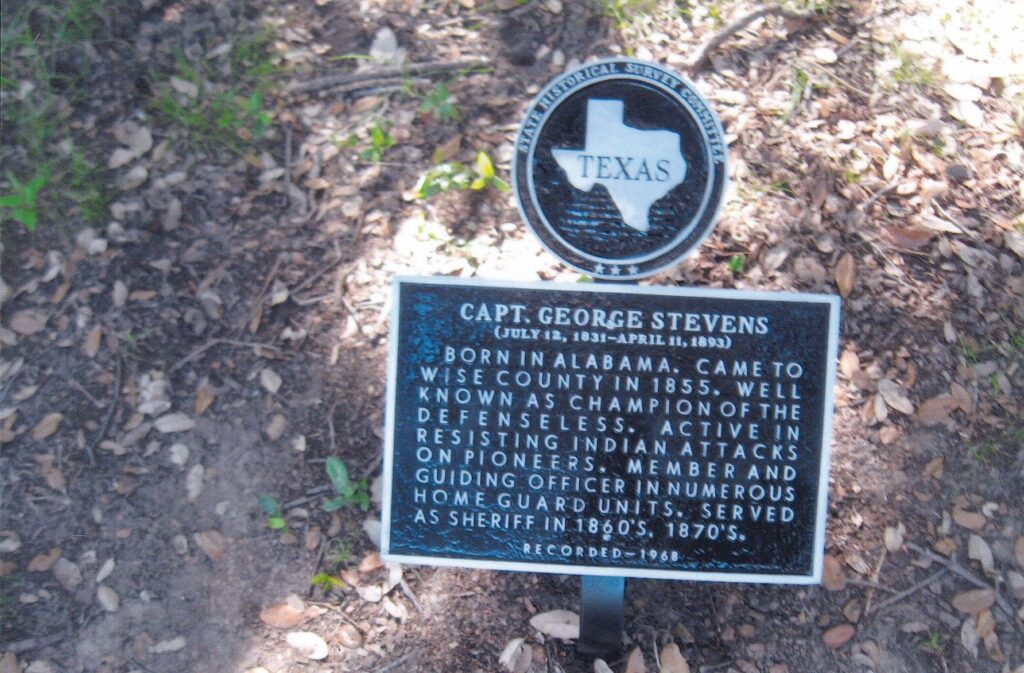 STATE HISTORICAL SURVEY COMMITTEE
TEXAS
CAPT. GEORGE STEVENS
(JULY 12, 1831–APRIL 11, 1893)
BORN IN ALABAMA. CAME TO
WISE COUNTY IN 1855. WELL
KNOWN AS CHAMPION OF THE
DEFENSELESS. ACTIVE IN
RESISTING INDIAN ATTACKS
ON PIONEERS. MEMBER AND
GUIDING OFFICER IN NUMEROUS
HOME GUARD UNITS. SERVED
AS SHERIFF IN 1860'S, 1870'S.
RECORDED–1968